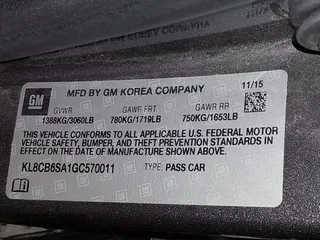 MFD BY GM KOREA COMPANY
11/15
GM
GVWR GAWR FRT GAWR RR
1388KG/3060LB 780KG/1719LB 750KG/1653LB
THIS VEHICLE CONFORMS TO ALL APPLICABLE U.S. FEDERAL MOTOR
VEHICLE SAFETY, BUMPER, AND THEFT PREVENTION STANDARDS IN
EFFECT ON THE DATE OF MANUFACTURE SHOWN ABOVE.
KL8CB6SA1GC570011 TYPE: PASS CAR